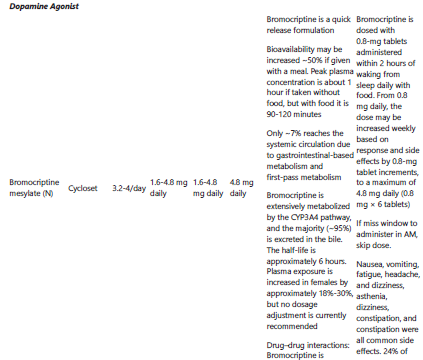 Dopamine Agonist
Bromocriptine mesylate (N)
Cycloset
3.2-4/day
1.6-4.8 mg daily
1.6-4.8 mg daily
4.8 mg daily
Bromocriptine is a quick
release formulation
Bioavailability may be
increased ~50% if given
with a meal. Peak plasma
concentration is about 1
hour if taken without
food, but with food it is
90-120 minutes
Only ~7% reaches the
systemic circulation due
to gastrointestinal-based
metabolism and
first-pass metabolism
Bromocriptine is
extensively metabolized
by the CYP3A4 pathway,
and the majority (~95%)
is excreted in the bile.
The half-life is
approximately 6 hours.
Plasma exposure is
increased in females by
approximately 18%-30%,
but no dosage
adjustment is currently
recommended
Drug–drug interactions:
Bromocriptine is
Bromocriptine is
dosed with
0.8-mg tablets
administered
within 2 hours of
waking from
sleep daily with
food. From 0.8
mg daily, the
dose may be
increased weekly
based on
response and side
effects by 0.8-mg
tablet increments,
to a maximum of
4.8 mg daily (0.8
mg × 6 tablets)
If miss window to
administer in AM,
skip dose.
Nausea, vomiting,
fatigue, headache,
and dizziness,
asthenia,
dizziness,
constipation, and
constipation were
all common side
effects. 24% of